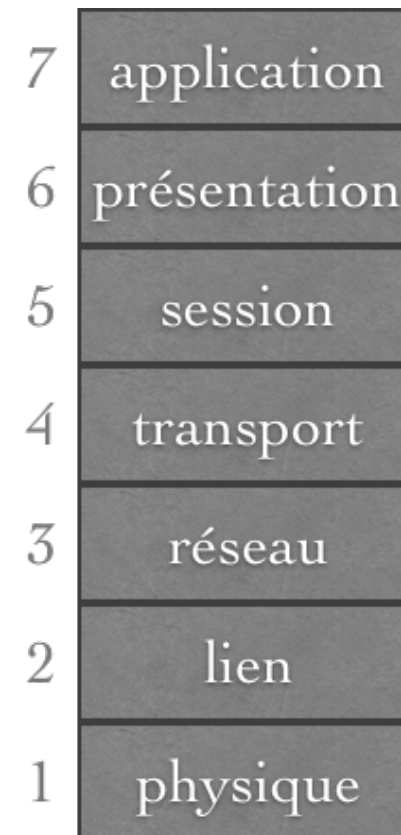 7 application
6 présentation
5 session
4 transport
3 réseau
2 lien
1 physique